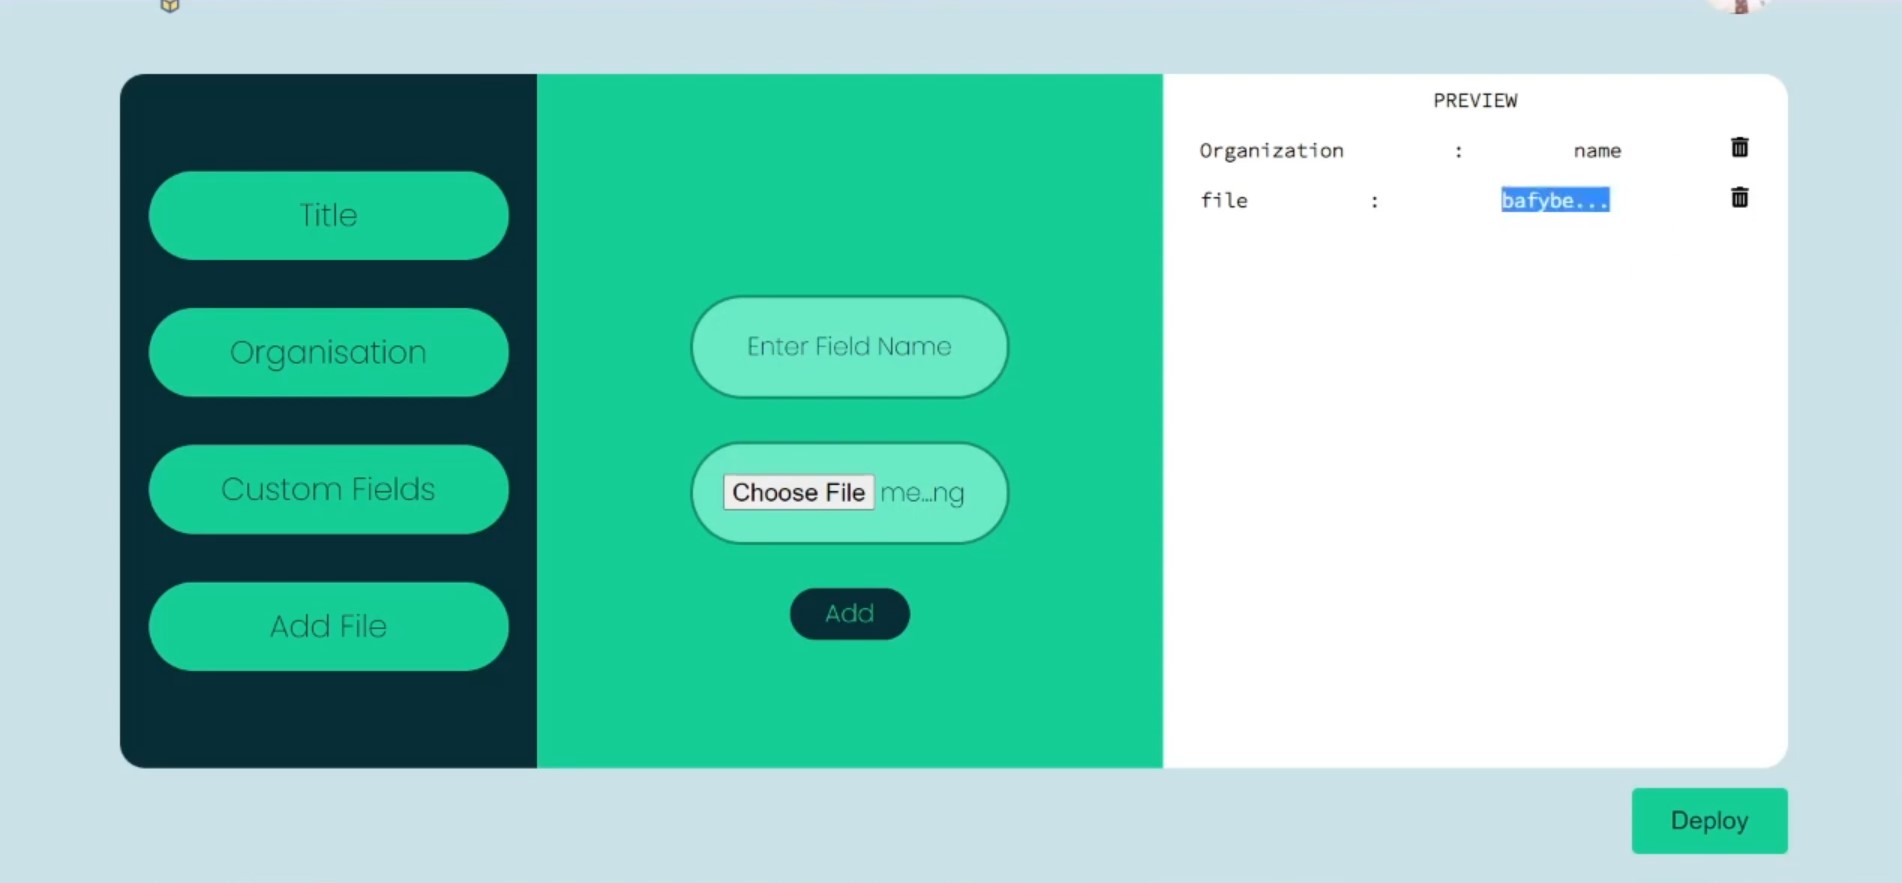 Title
Organisation
Custom Fields
Add File
Enter Field Name
Choose File me...ng
Add
PREVIEW
Organization : name
file : bafybe...
Deploy